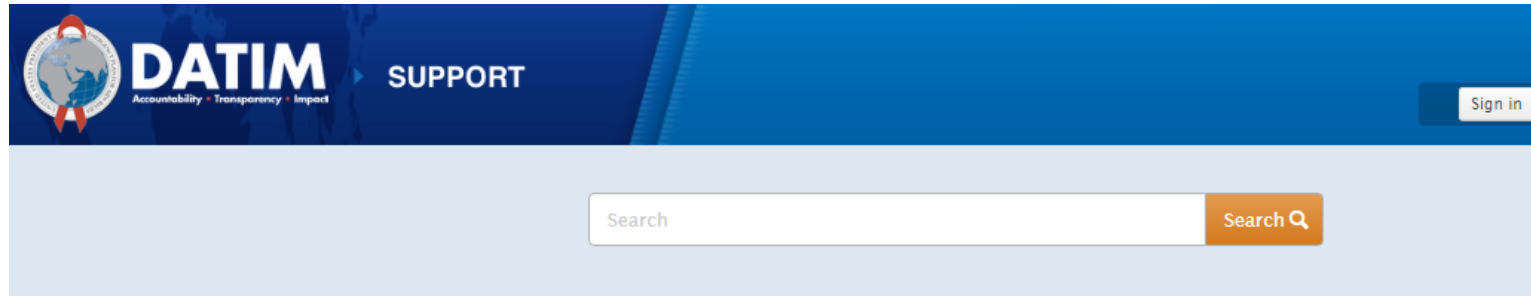 DATIM
SUPPORT
Accountability • Transparency • Impact
Sign in
Search
Search